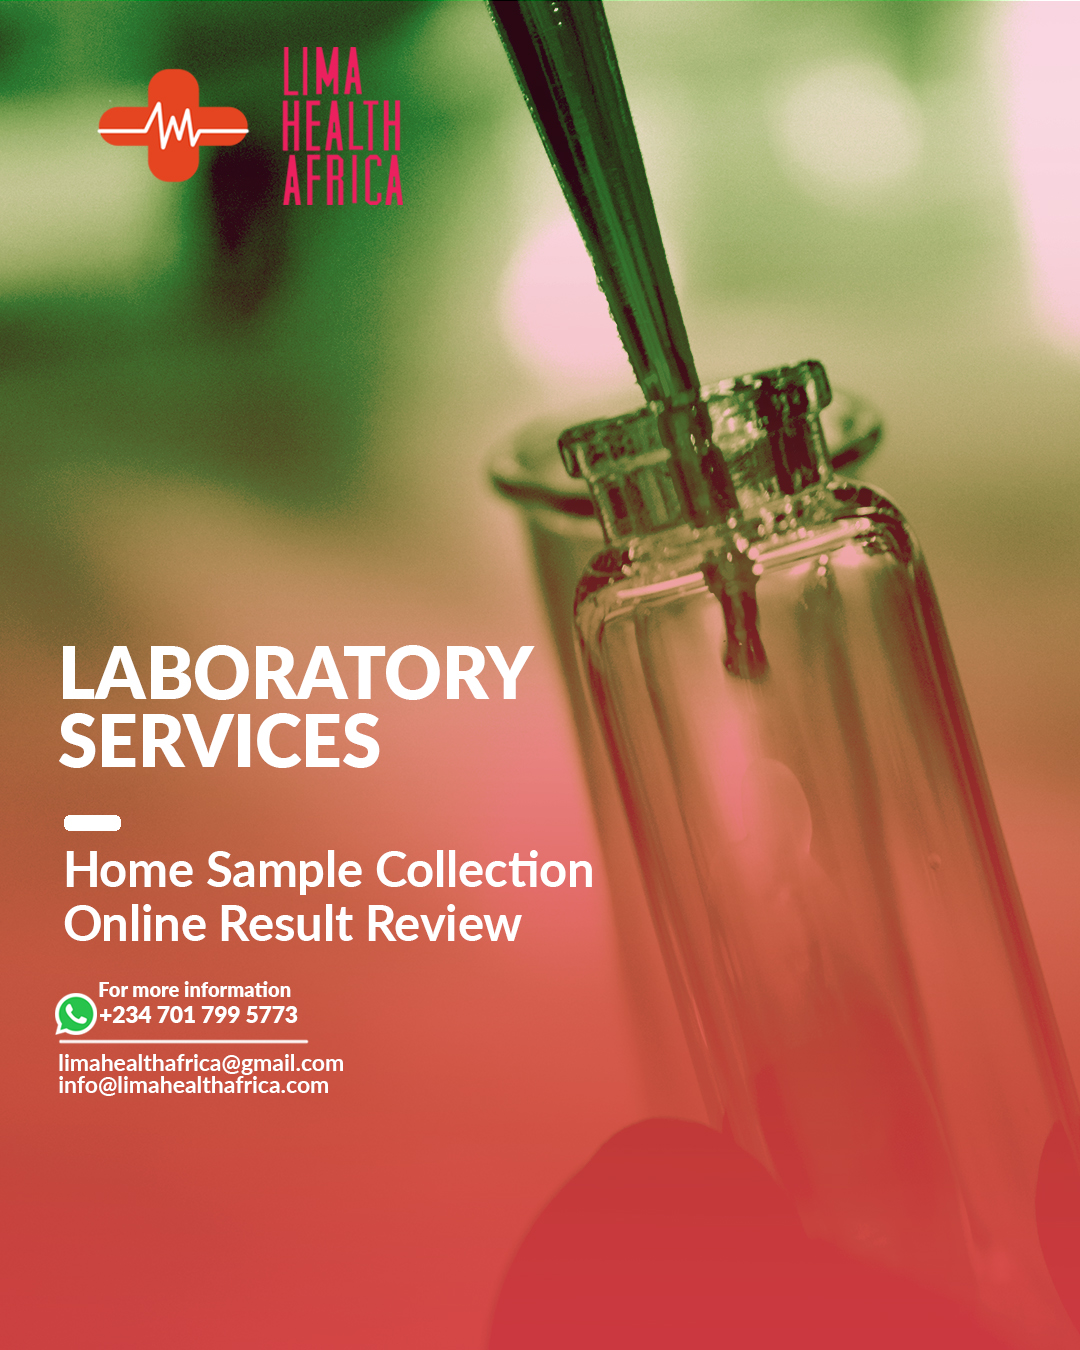 LIMA
HEALTH
AFRICA
LABORATORY
SERVICES
Home Sample Collection
Online Result Review
For more information
+234 701 799 5773
limahealthafrica@gmail.com
info@limahealthafrica.com